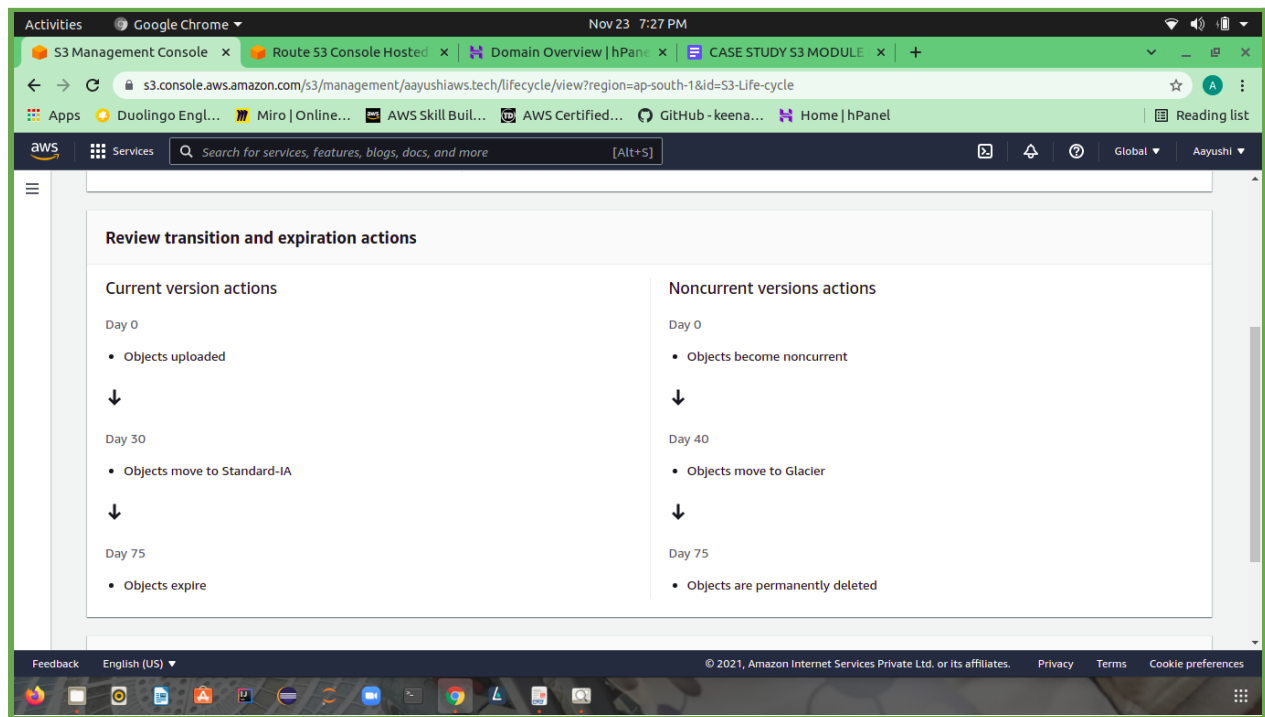 Activities Google Chrome ▾ Nov 23 7:27 PM
S3 Management Console × Route 53 Console Hosted × Domain Overview | hPane × CASE STUDY S3 MODULE × +
s3.console.aws.amazon.com/s3/management/aayushiaws.tech/lifecycle/view?region=ap-south-1&id=S3-Life-cycle A
Apps Duolingo Engl... Miro | Online... AWS Skill Buil... AWS Certified... GitHub - keena... Home | hPanel Reading list
aws Services Search for services, features, blogs, docs, and more [Alt+S] Global ▼ Aayushi ▼
Review transition and expiration actions
Current version actions
Day 0
• Objects uploaded
↓
Day 30
• Objects move to Standard-IA
↓
Day 75
• Objects expire
Noncurrent versions actions
Day 0
• Objects become noncurrent
↓
Day 40
• Objects move to Glacier
↓
Day 75
• Objects are permanently deleted
Feedback English (US) ▼ © 2021, Amazon Internet Services Private Ltd. or its affiliates. Privacy Terms Cookie preferences